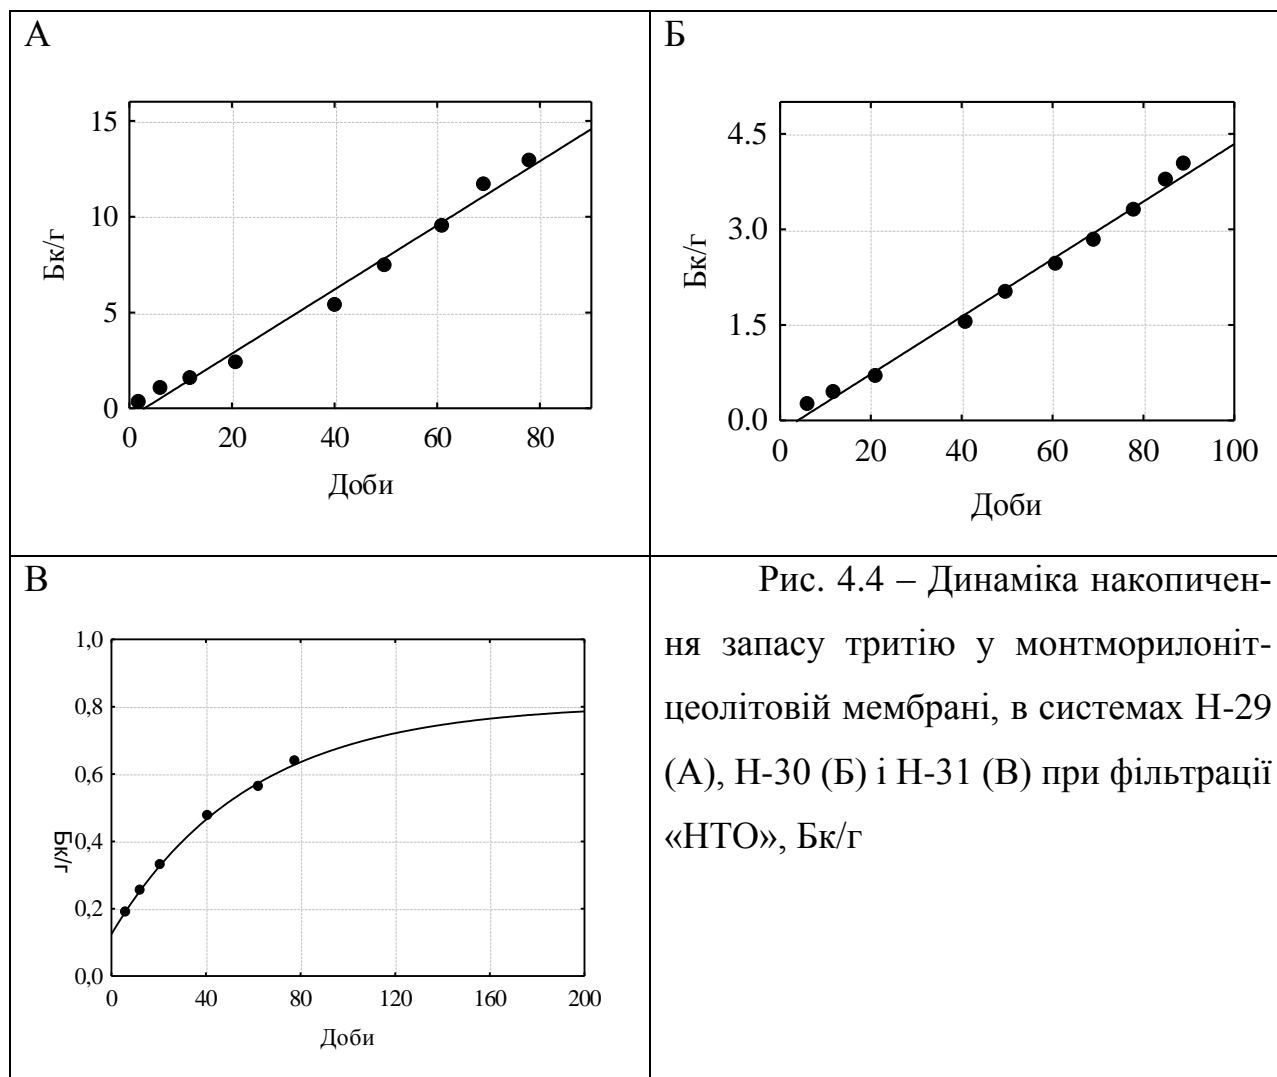 А
15
10
5
0
Бк/г
0 20 40 60 80
Доби
Б
4.5
3.0
1.5
0.0
Бк/г
0 20 40 60 80 100
Доби
В
1,0
0,8
0,6
0,4
0,2
0,0
Бк/г
0 40 80 120 160 200
Доби
Рис. 4.4 – Динаміка накопичен-
ня запасу тритію у монтморилоніт-
цеолітовій мембрані, в системах Н-29
(А), Н-30 (Б) і Н-31 (В) при фільтрації
«НТО», Бк/г